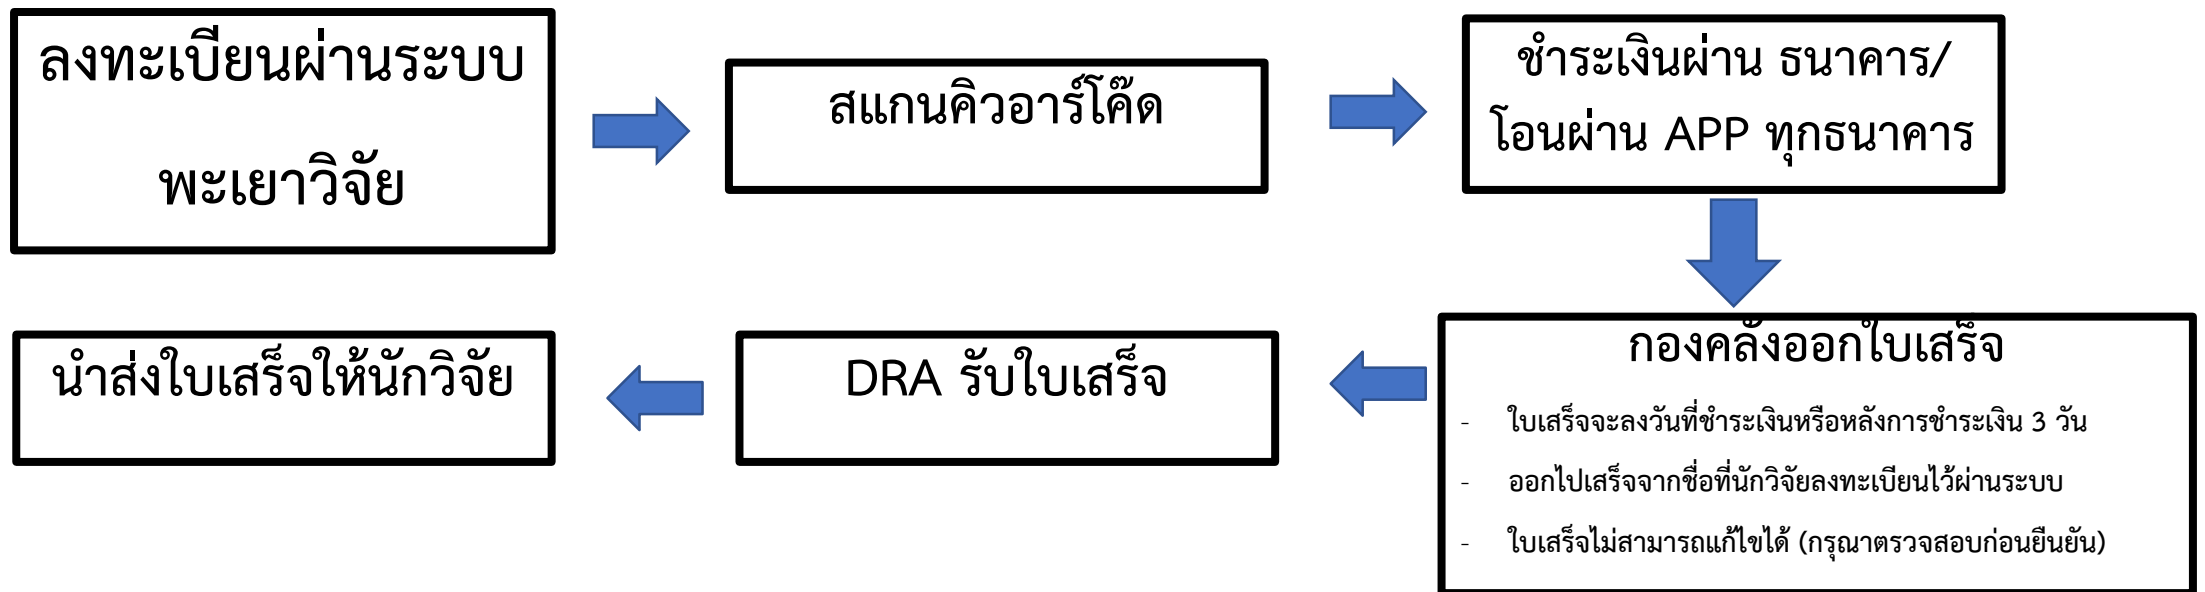 ลงทะเบียนผ่านระบบ
พะเยาวิจัย
สแกนคิวอาร์โค๊ด
ชำระเงินผ่าน ธนาคาร/
โอนผ่าน APP ทุกธนาคาร
กองคลังออกใบเสร็จ
- ใบเสร็จจะลงวันที่ชำระเงินหรือหลังการชำระเงิน 3 วัน
- ออกไปเสร็จจากชื่อที่นักวิจัยลงทะเบียนไว้ผ่านระบบ
- ใบเสร็จไม่สามารถแก้ไขได้ (กรุณาตรวจสอบก่อนยืนยัน)
DRA รับใบเสร็จ
นำส่งใบเสร็จให้นักวิจัย